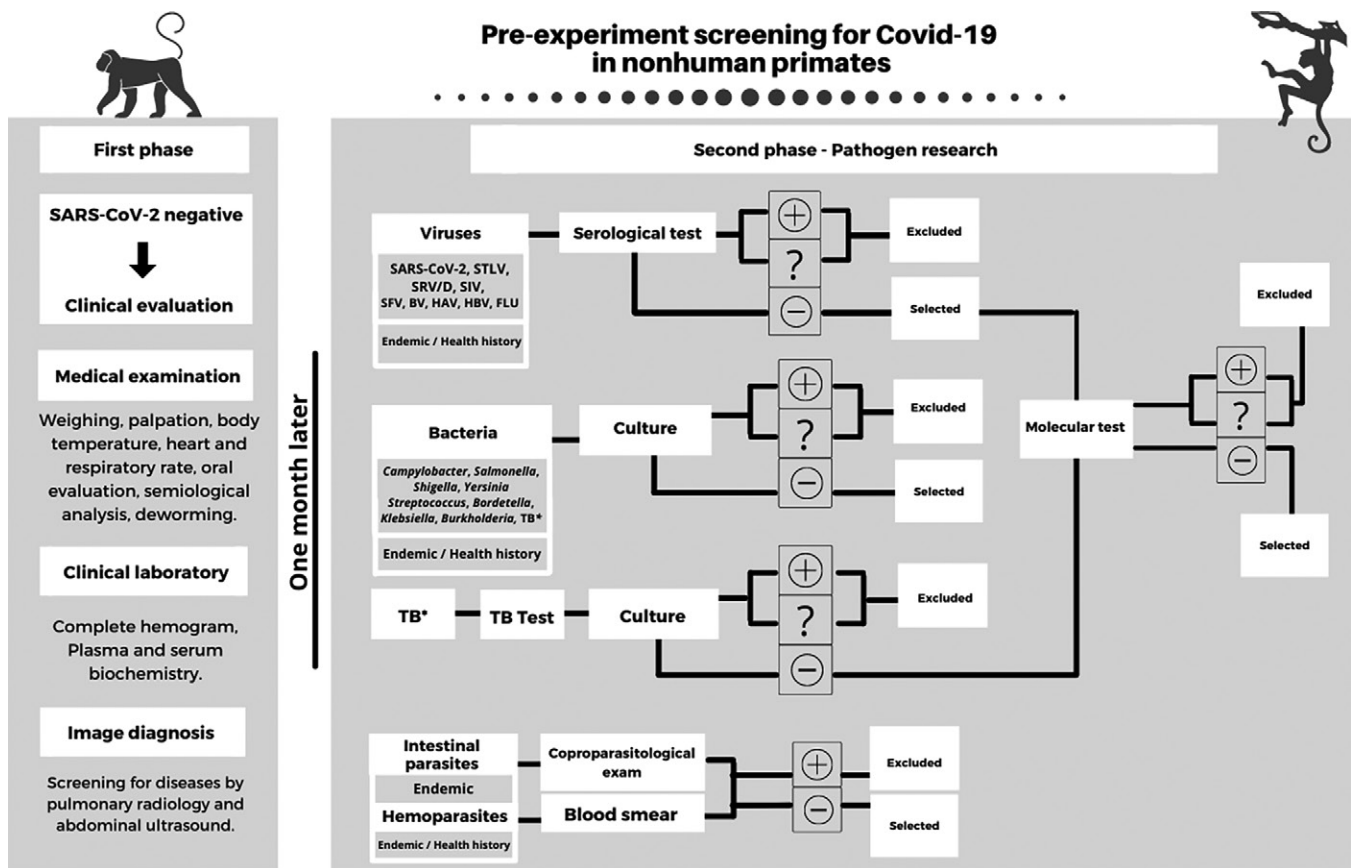 Pre-experiment screening for Covid-19
in nonhuman primates
First phase
SARS-CoV-2 negative
Clinical evaluation
Medical examination
Weighing, palpation, body
temperature, heart and
respiratory rate, oral
evaluation, semiological
analysis, deworming.
Clinical laboratory
Complete hemogram,
Plasma and serum
biochemistry.
Image diagnosis
Screening for diseases by
pulmonary radiology and
abdominal ultrasound.
One month later
Second phase - Pathogen research
Viruses
SARS-CoV-2, STLV,
SRV/D, SIV,
SFV, BV, HAV, HBV, FLU
Endemic / Health history
Serological test
+
?
−
Excluded
Selected
Bacteria
Campylobacter, Salmonella,
Shigella, Yersinia
Streptococcus, Bordetella,
Klebsiella, Burkholderia, TB*
Endemic / Health history
Culture
+
?
−
Excluded
Selected
TB*
TB Test
Culture
+
?
−
Excluded
Molecular test
+
?
−
Excluded
Selected
Intestinal
parasites
Endemic
Hemoparasites
Endemic / Health history
Coproparasitological
exam
Blood smear
+
−
Excluded
Selected